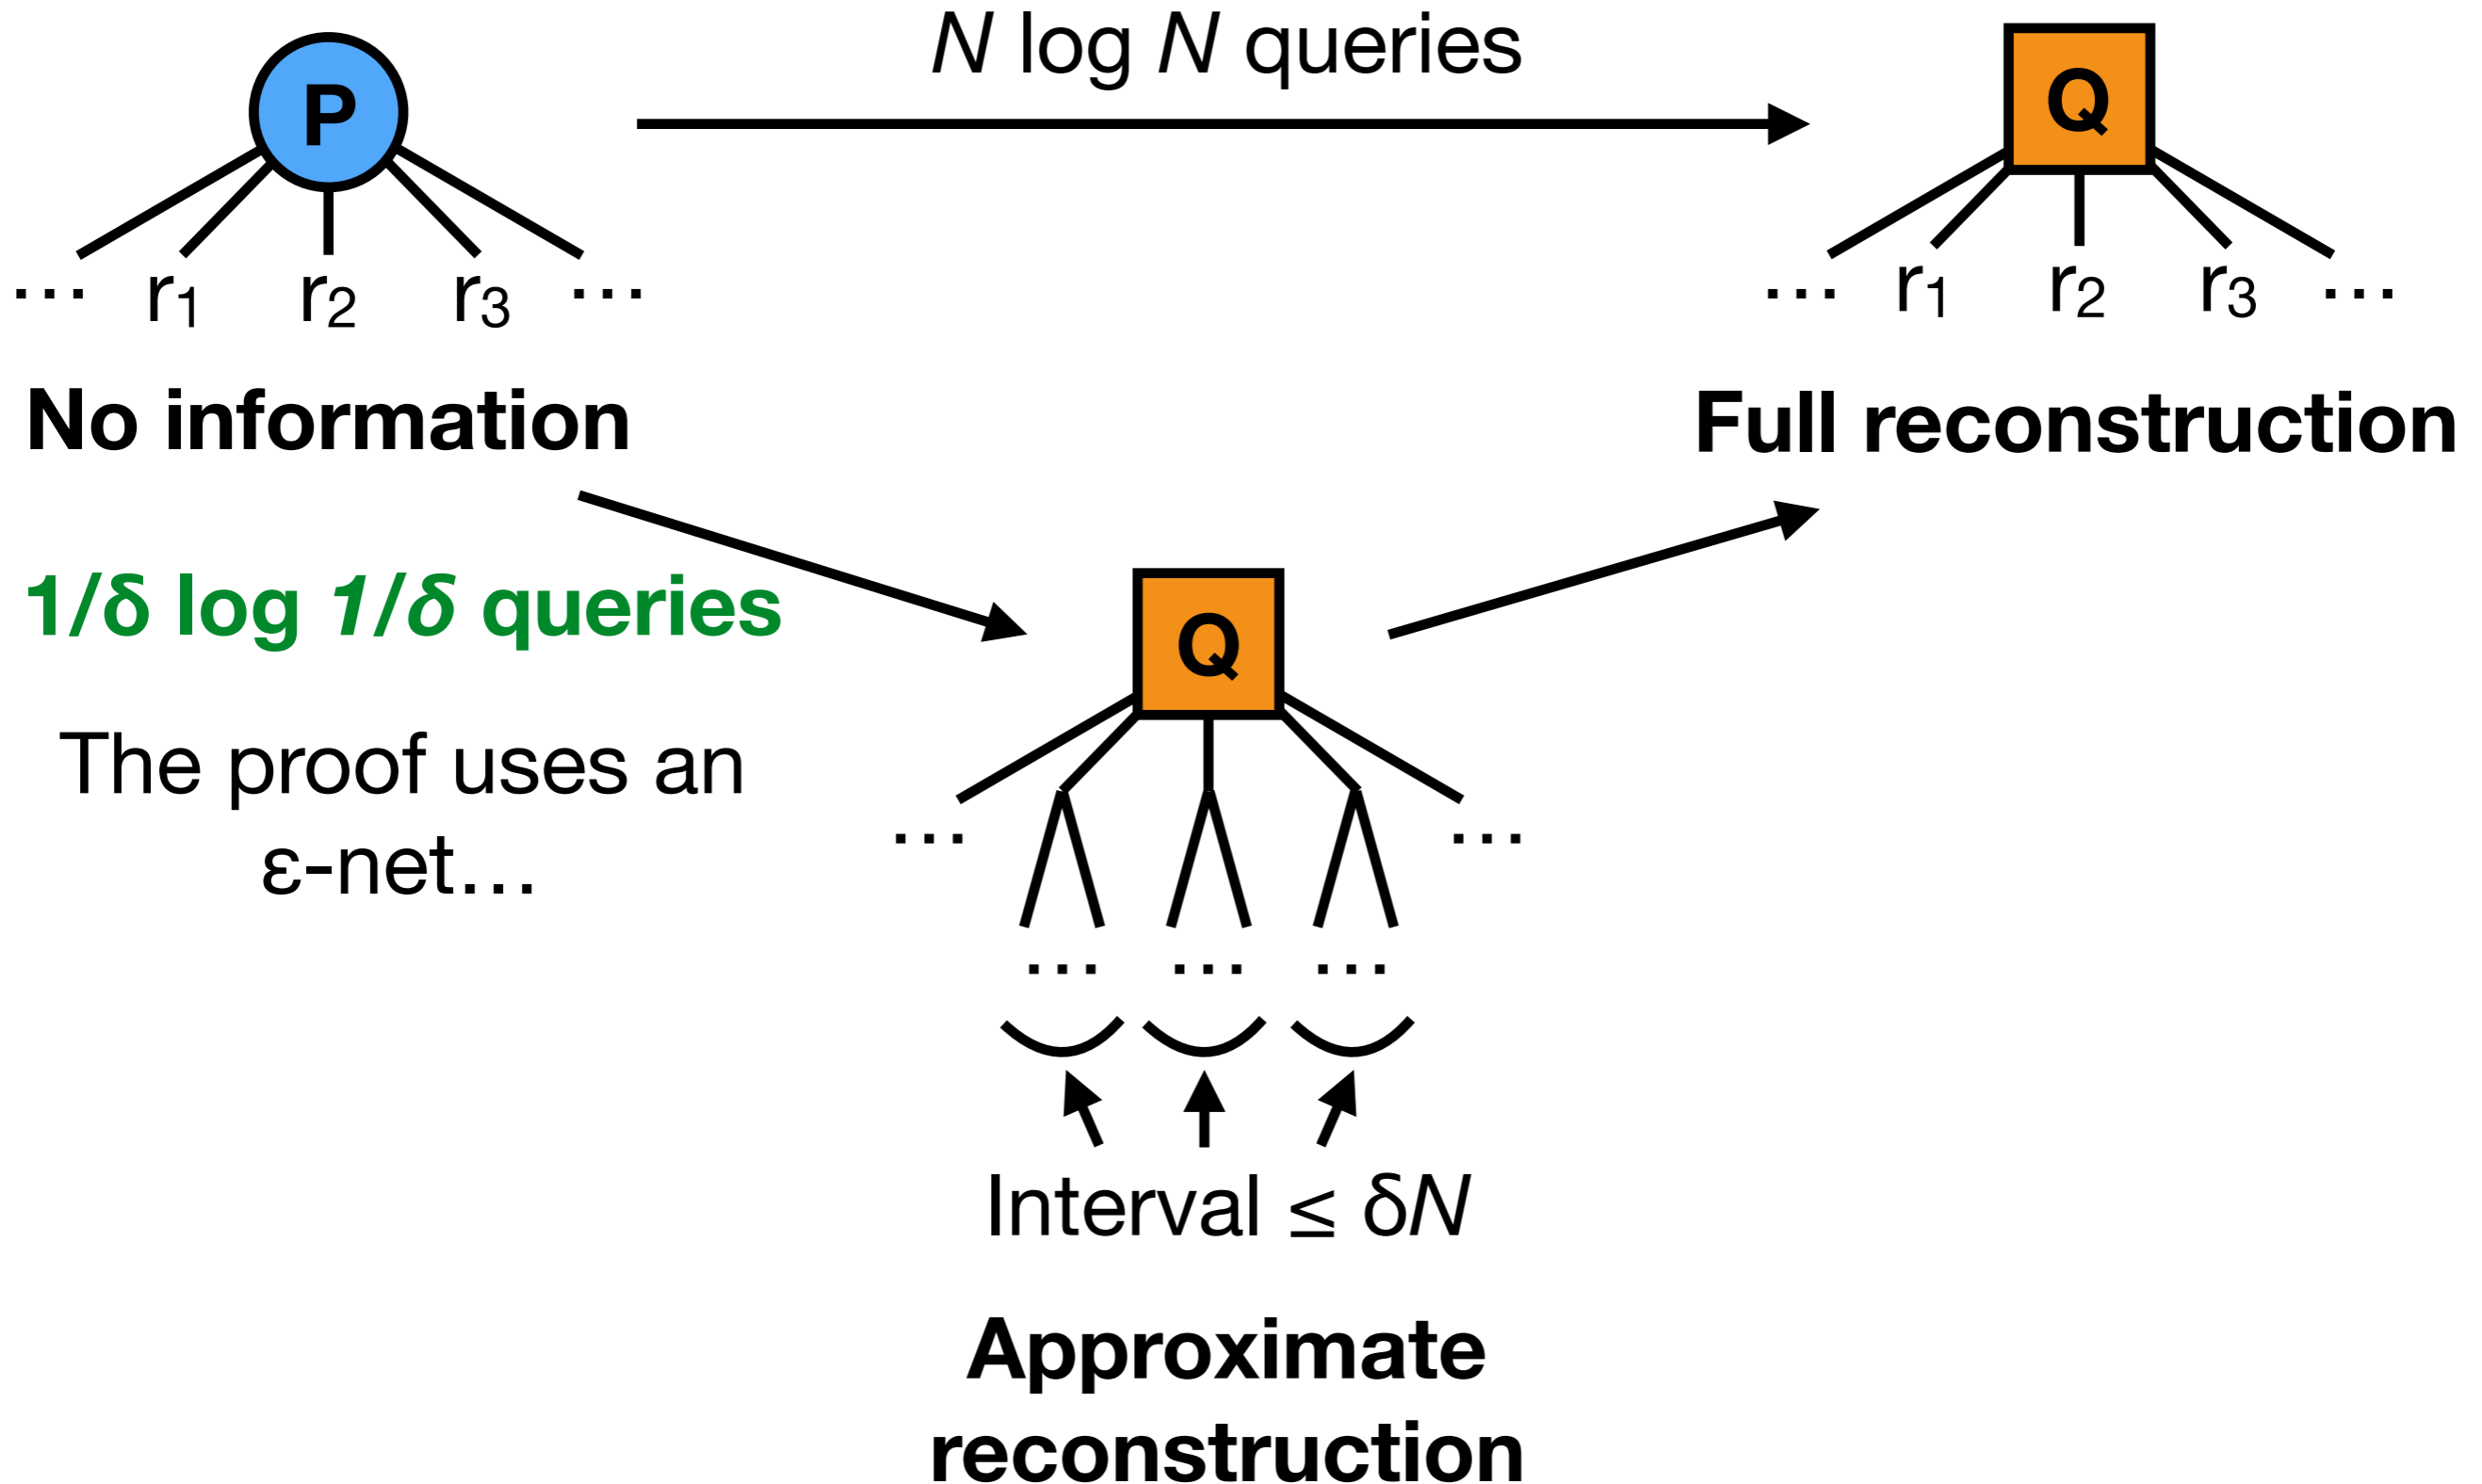 N log N queries
P
Q
… r1 r2 r3 …
… r1 r2 r3 …
No information
Full reconstruction
1/δ log 1/δ queries
Q
The proof uses an
ε-net…
… …
… … …
Interval ≤ δN
Approximate
reconstruction